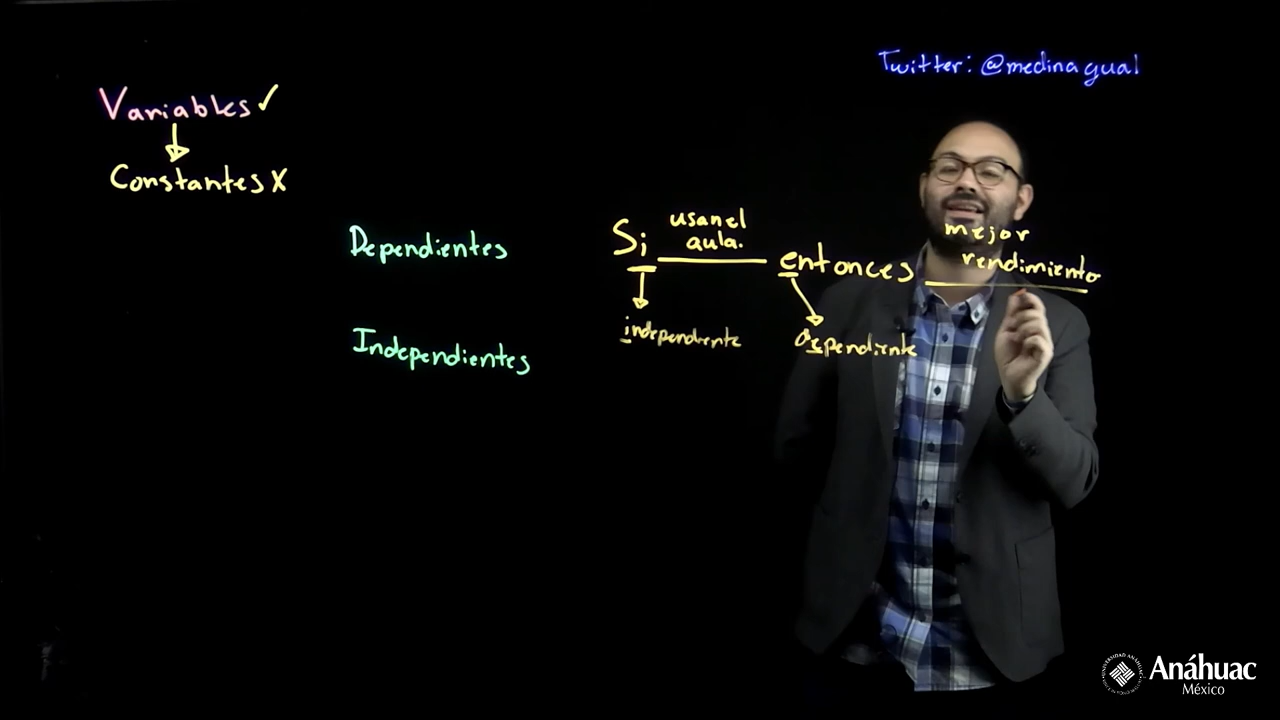 Twitter: @medinagual
Variables ✓
Constantes X
Dependientes
Independientes
Si usan el aula. entonces mejor rendimiento
independiente
dependiente
Anáhuac
México